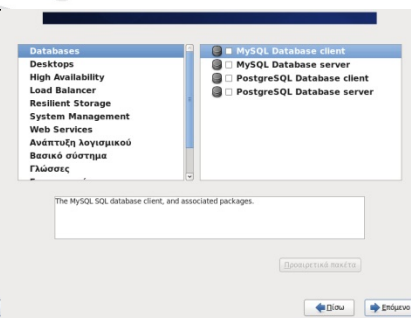 Databases
Desktops
High Availability
Load Balancer
Resilient Storage
System Management
Web Services
Ανάπτυξη λογισμικού
Βασικό σύστημα
Γλώσσες
MySQL Database client
MySQL Database server
PostgreSQL Database client
PostgreSQL Database server
The MySQL SQL database client, and associated packages.
Προαιρετικά πακέτα
Πίσω
Επόμενο